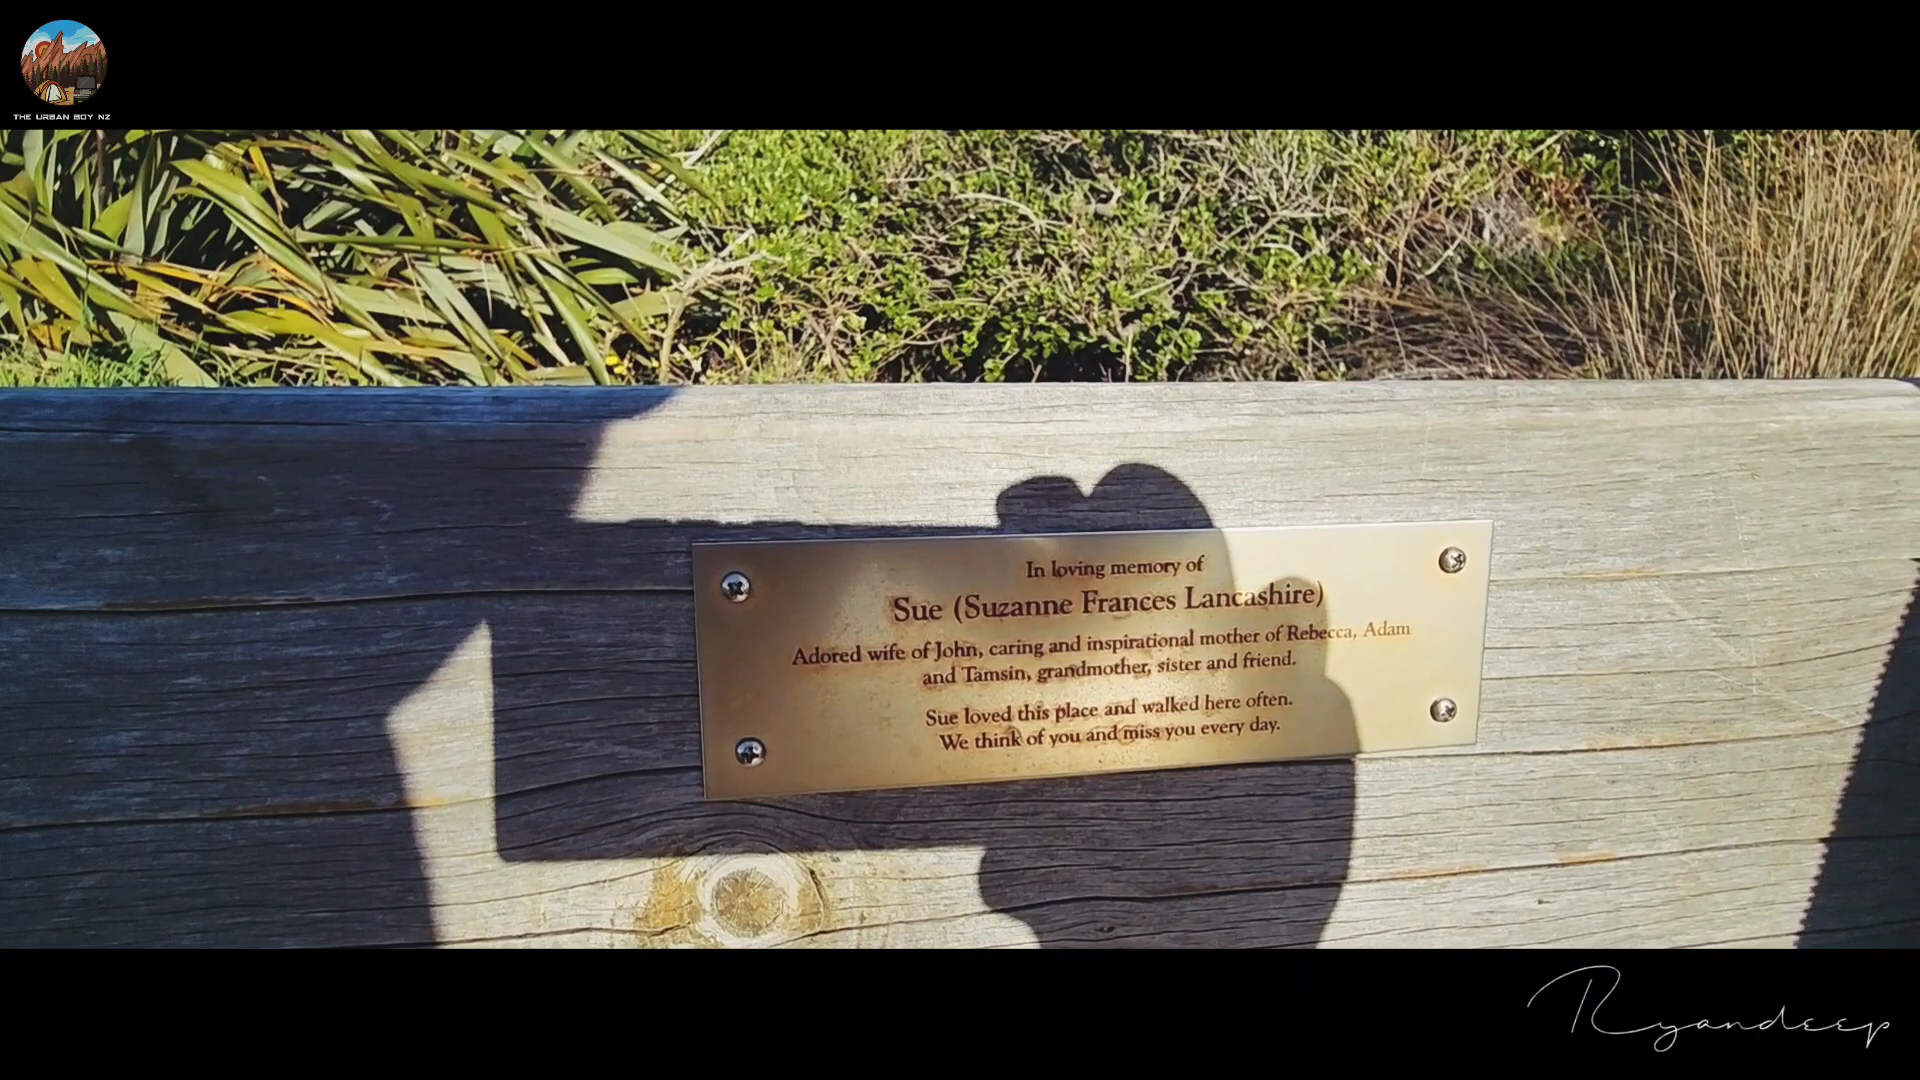 THE URBAN BOY NZ
In loving memory of
Sue (Suzanne Frances Lancashire)
Adored wife of John, caring and inspirational mother of Rebecca, Adam
and Tamsin, grandmother, sister and friend.
Sue loved this place and walked here often.
We think of you and miss you every day.
Ryandeep